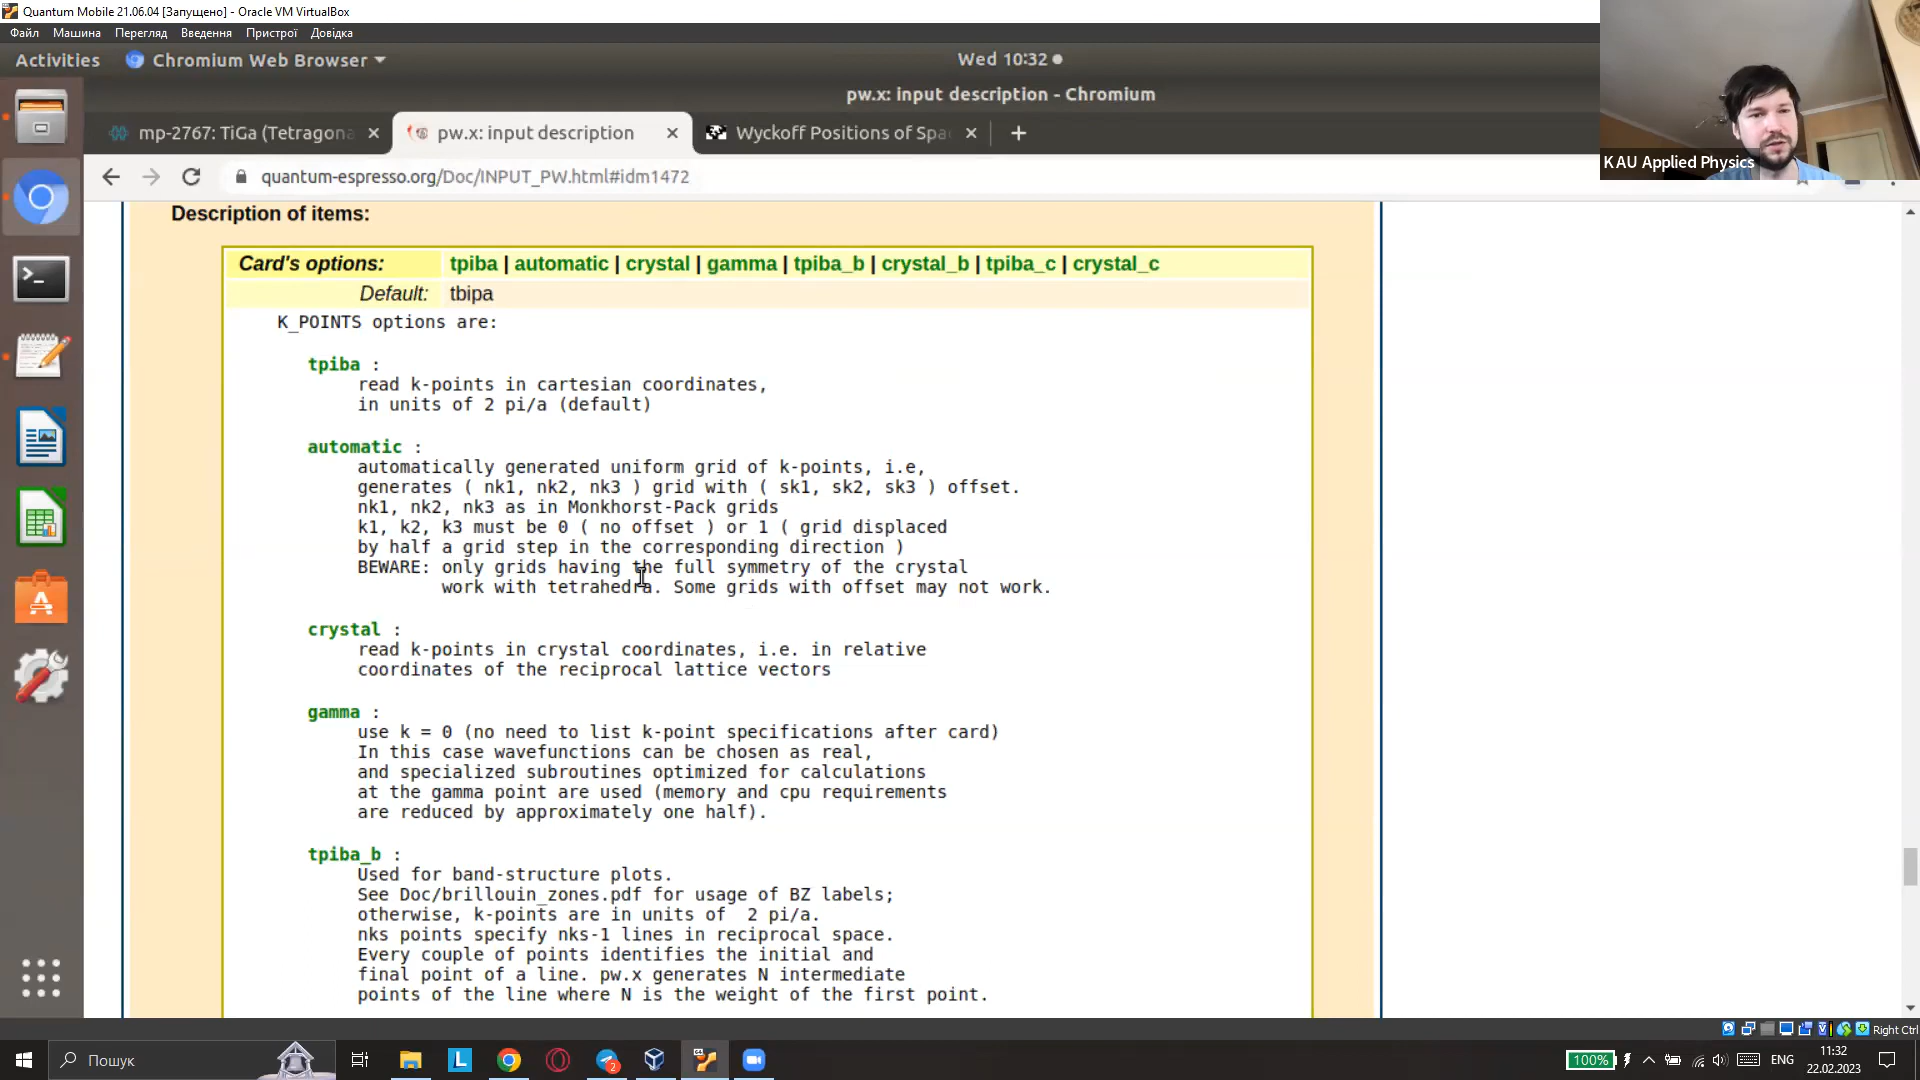 Quantum Mobile 21.06.04 [Запущено] - Oracle VM VirtualBox
Файл Машина Перегляд Введення Пристрої Довідка
Activities Chromium Web Browser Wed 10:32
pw.x: input description - Chromium
mp-2767: TiGa (Tetragona pw.x: input description Wyckoff Positions of Spa
quantum-espresso.org/Doc/INPUT_PW.html#idm1472
KAU Applied Physics
Description of items:
Card's options: tpiba | automatic | crystal | gamma | tpiba_b | crystal_b | tpiba_c | crystal_c
Default: tbipa
K_POINTS options are:
tpiba :
read k-points in cartesian coordinates,
in units of 2 pi/a (default)
automatic :
automatically generated uniform grid of k-points, i.e,
generates ( nk1, nk2, nk3 ) grid with ( sk1, sk2, sk3 ) offset.
nk1, nk2, nk3 as in Monkhorst-Pack grids
k1, k2, k3 must be 0 ( no offset ) or 1 ( grid displaced
by half a grid step in the corresponding direction )
BEWARE: only grids having the full symmetry of the crystal
work with tetrahedra. Some grids with offset may not work.
crystal :
read k-points in crystal coordinates, i.e. in relative
coordinates of the reciprocal lattice vectors
gamma :
use k = 0 (no need to list k-point specifications after card)
In this case wavefunctions can be chosen as real,
and specialized subroutines optimized for calculations
at the gamma point are used (memory and cpu requirements
are reduced by approximately one half).
tpiba_b :
Used for band-structure plots.
See Doc/brillouin_zones.pdf for usage of BZ labels;
otherwise, k-points are in units of 2 pi/a.
nks points specify nks-1 lines in reciprocal space.
Every couple of points identifies the initial and
final point of a line. pw.x generates N intermediate
points of the line where N is the weight of the first point.
Right Ctrl
Пошук
L
2
100%
ENG
11:32
22.02.2023